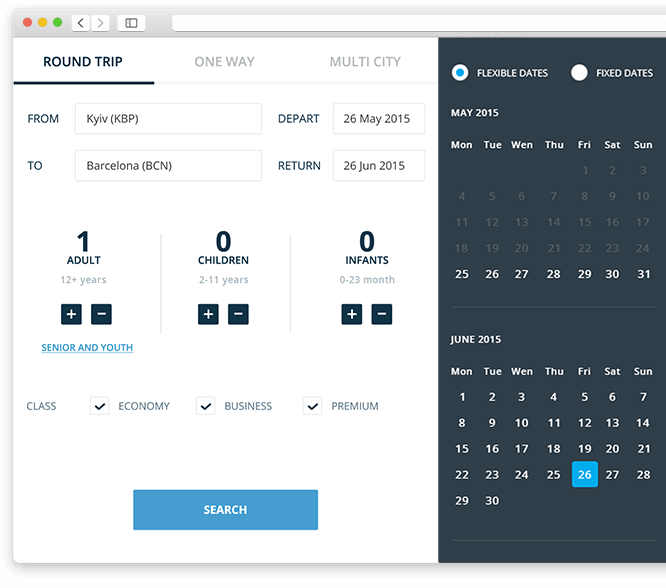 ROUND TRIP ONE WAY MULTI CITY
FROM Kyiv (KBP) DEPART 26 May 2015
TO Barcelona (BCN) RETURN 26 Jun 2015
1 0 0
ADULT CHILDREN INFANTS
12+ years 2-11 years 0-23 month
+ − + − + −
SENIOR AND YOUTH
CLASS ECONOMY BUSINESS PREMIUM
SEARCH
FLEXIBLE DATES FIXED DATES
MAY 2015
Mon Tue Wen Thu Fri Sat Sun
1 2 3
4 5 6 7 8 9 10
11 12 13 14 15 16 17
18 19 20 21 22 23 24
25 26 27 28 29 30 31
JUNE 2015
Mon Tue Wen Thu Fri Sat Sun
1 2 3 4 5 6 7
8 9 10 11 12 13 14
15 16 17 18 19 20 21
22 23 24 25 26 27 28
29 30